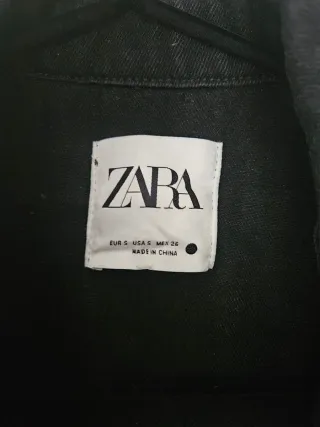 ZARA
EUR S USA S MEX 26
MADE IN CHINA